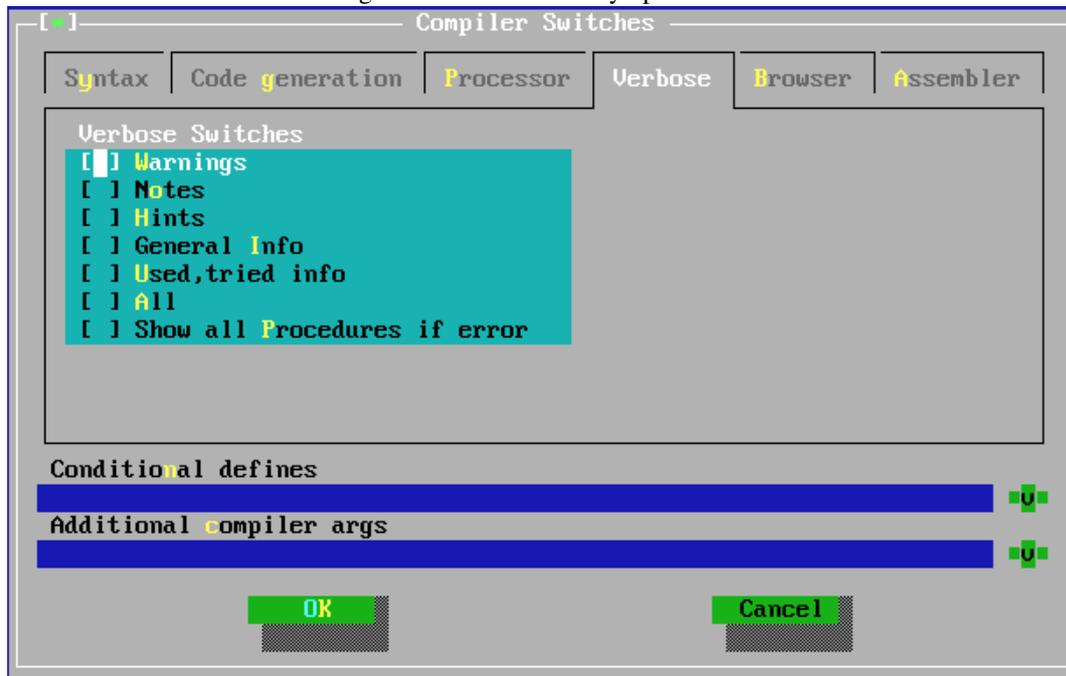 [■] Compiler Switches
Syntax Code generation Processor Verbose Browser Assembler
Verbose Switches
[ ] Warnings
[ ] Notes
[ ] Hints
[ ] General Info
[ ] Used,tried info
[ ] All
[ ] Show all Procedures if error
Conditional defines
Additional compiler args
OK Cancel